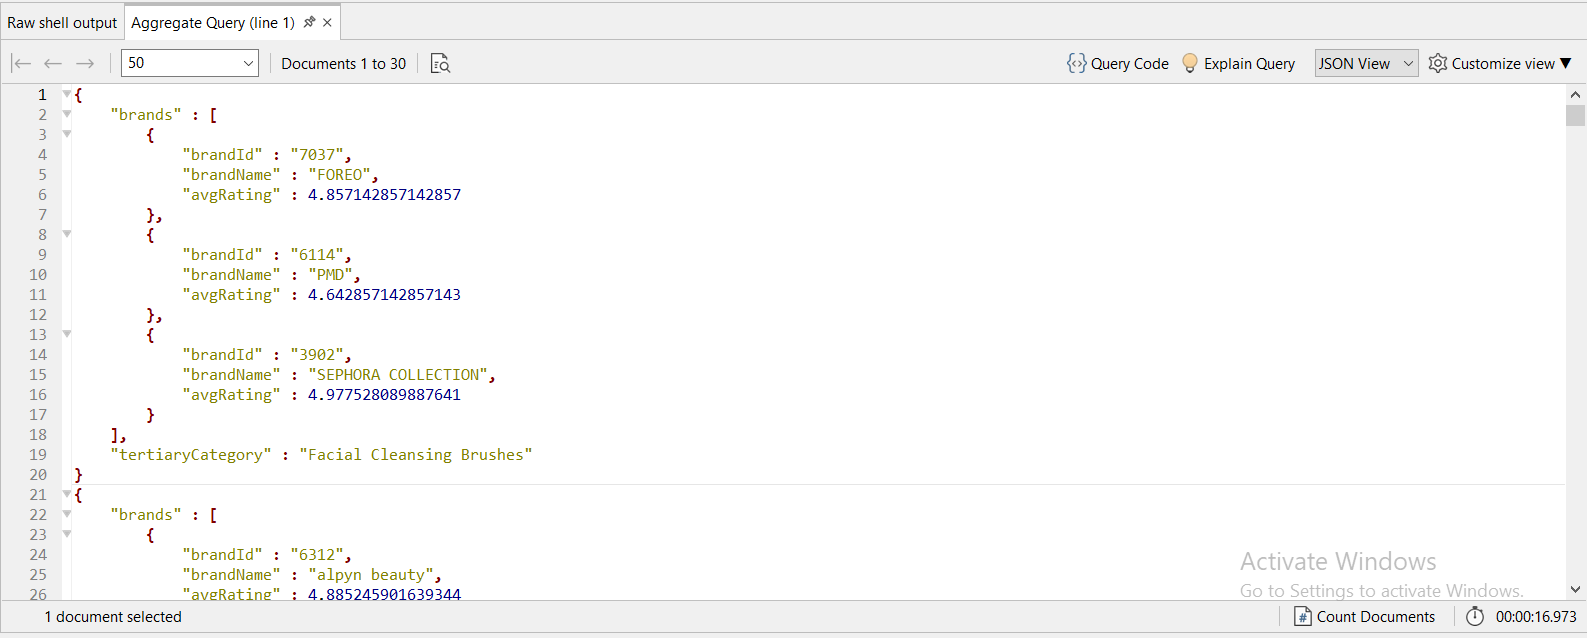 Raw shell output Aggregate Query (line 1)
50 Documents 1 to 30 Query Code Explain Query JSON View Customize view
1 {
2 "brands" : [
3 {
4 "brandId" : "7037",
5 "brandName" : "FOREO",
6 "avgRating" : 4.857142857142857
7 },
8 {
9 "brandId" : "6114",
10 "brandName" : "PMD",
11 "avgRating" : 4.642857142857143
12 },
13 {
14 "brandId" : "3902",
15 "brandName" : "SEPHORA COLLECTION",
16 "avgRating" : 4.977528089887641
17 }
18 ],
19 "tertiaryCategory" : "Facial Cleansing Brushes"
20 }
21 {
22 "brands" : [
23 {
24 "brandId" : "6312",
25 "brandName" : "alpyn beauty",
26 "avgRating" : 4.885245901639344
Activate Windows
Go to Settings to activate Windows.
1 document selected Count Documents 00:00:16.973